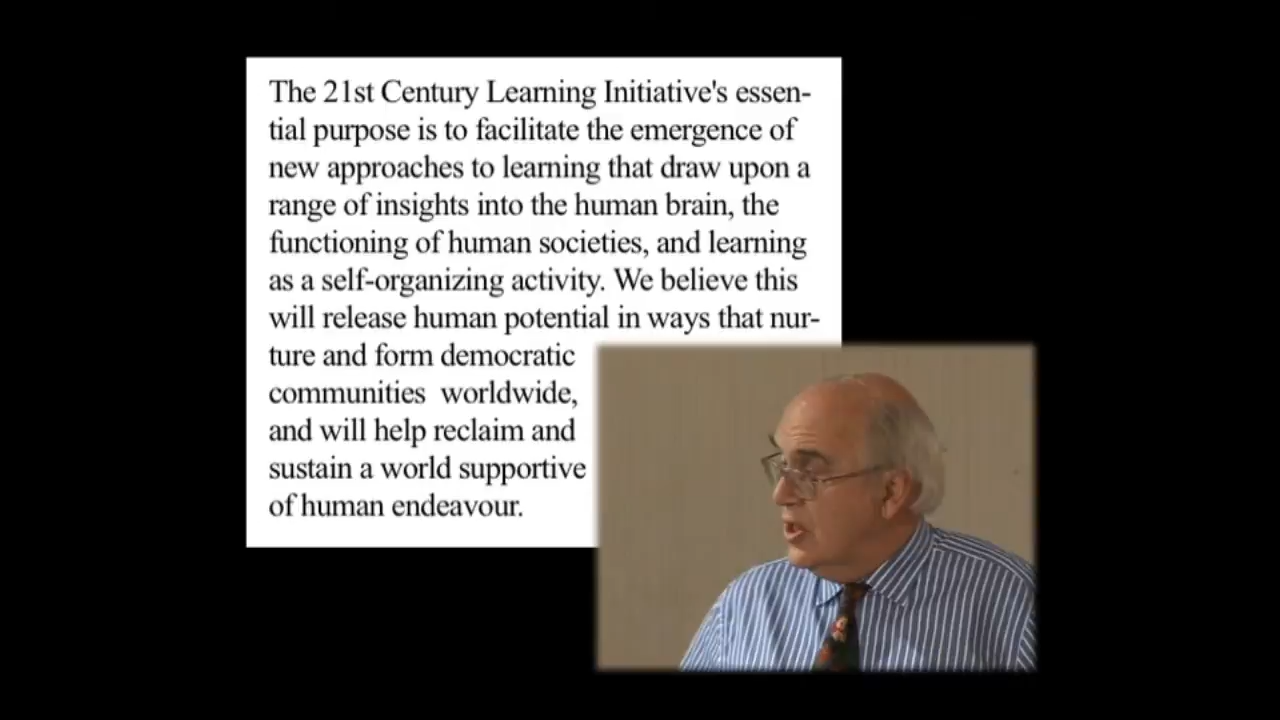 The 21st Century Learning Initiative's essen-
tial purpose is to facilitate the emergence of
new approaches to learning that draw upon a
range of insights into the human brain, the
functioning of human societies, and learning
as a self-organizing activity. We believe this
will release human potential in ways that nur-
ture and form democratic
communities worldwide,
and will help reclaim and
sustain a world supportive
of human endeavour.